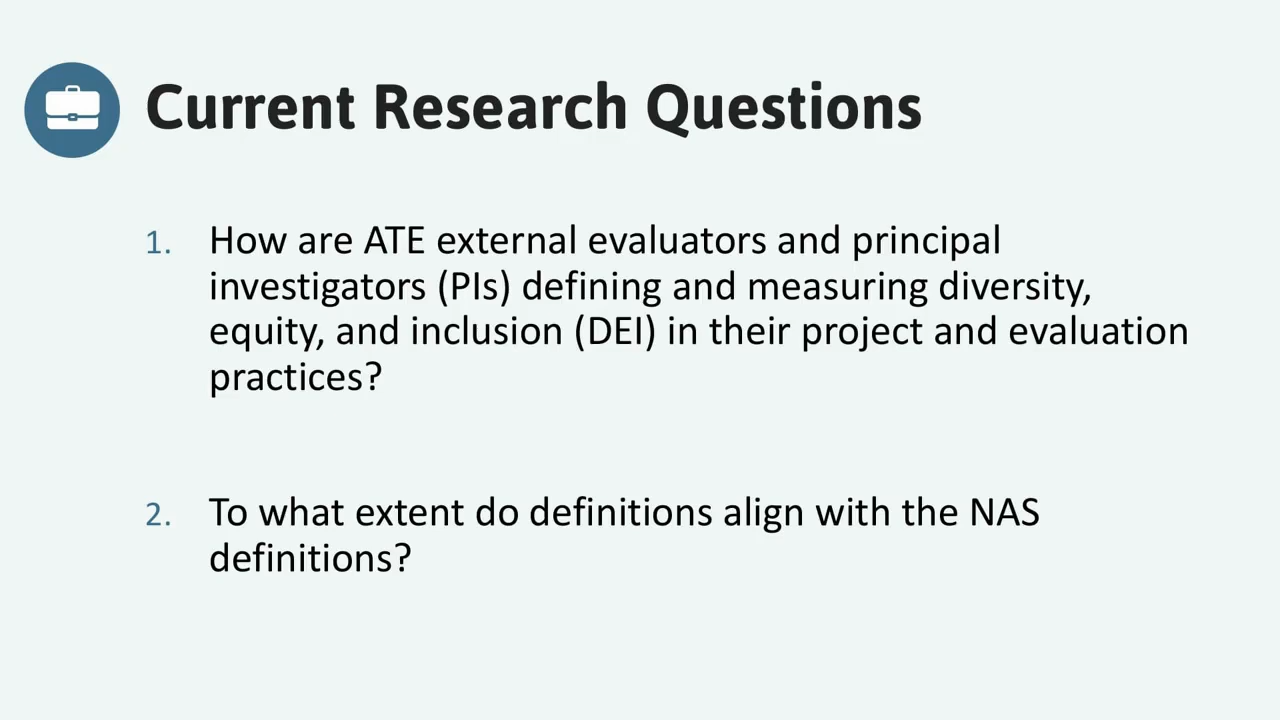 Current Research Questions
1. How are ATE external evaluators and principal
investigators (PIs) defining and measuring diversity,
equity, and inclusion (DEI) in their project and evaluation
practices?
2. To what extent do definitions align with the NAS
definitions?